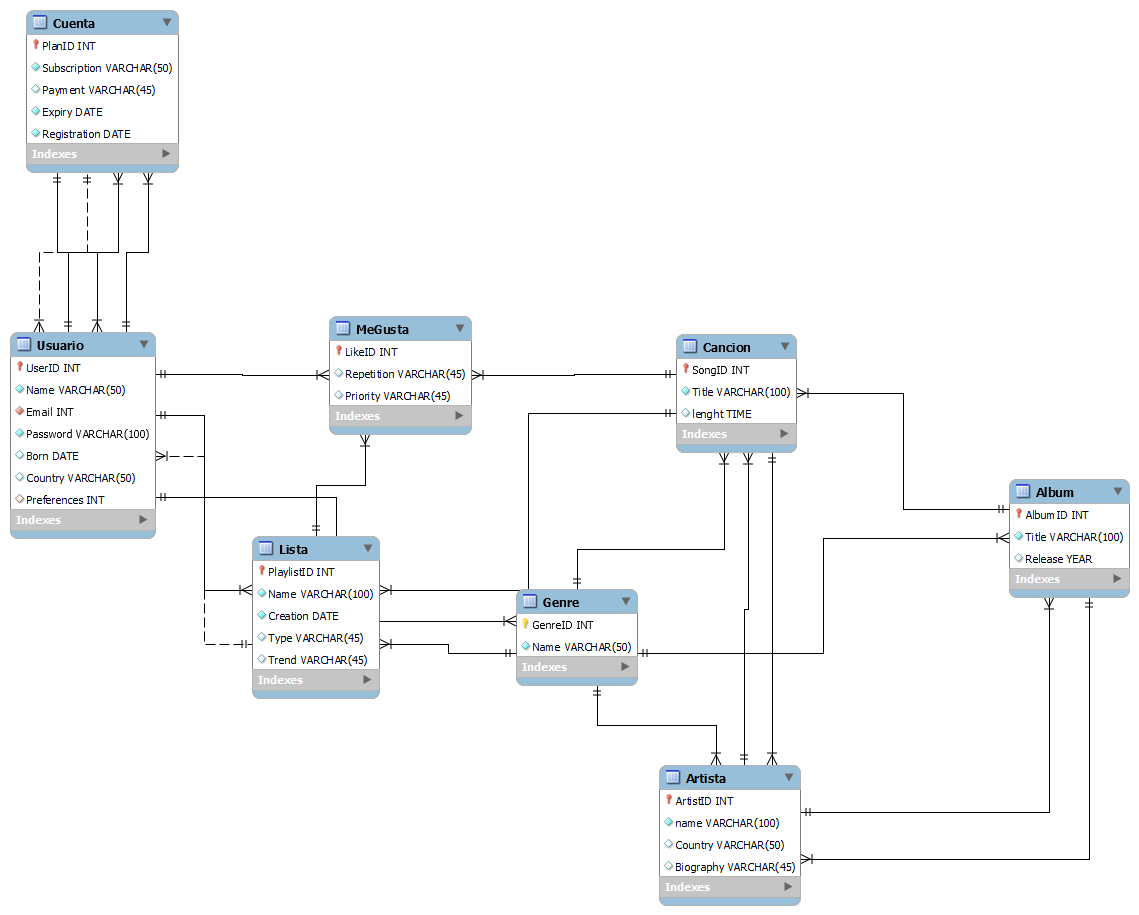 Cuenta
PlanID INT
Subscription VARCHAR(50)
Payment VARCHAR(45)
Expiry DATE
Registration DATE
Indexes
Usuario
UserID INT
Name VARCHAR(50)
Email INT
Password VARCHAR(100)
Born DATE
Country VARCHAR(50)
Preferences INT
Indexes
MeGusta
LikeID INT
Repetition VARCHAR(45)
Priority VARCHAR(45)
Indexes
Cancion
SongID INT
Title VARCHAR(100)
lenght TIME
Indexes
Album
AlbumID INT
Title VARCHAR(100)
Release YEAR
Indexes
Lista
PlaylistID INT
Name VARCHAR(100)
Creation DATE
Type VARCHAR(45)
Trend VARCHAR(45)
Indexes
Genre
GenreID INT
Name VARCHAR(50)
Indexes
Artista
ArtistID INT
name VARCHAR(100)
Country VARCHAR(50)
Biography VARCHAR(45)
Indexes